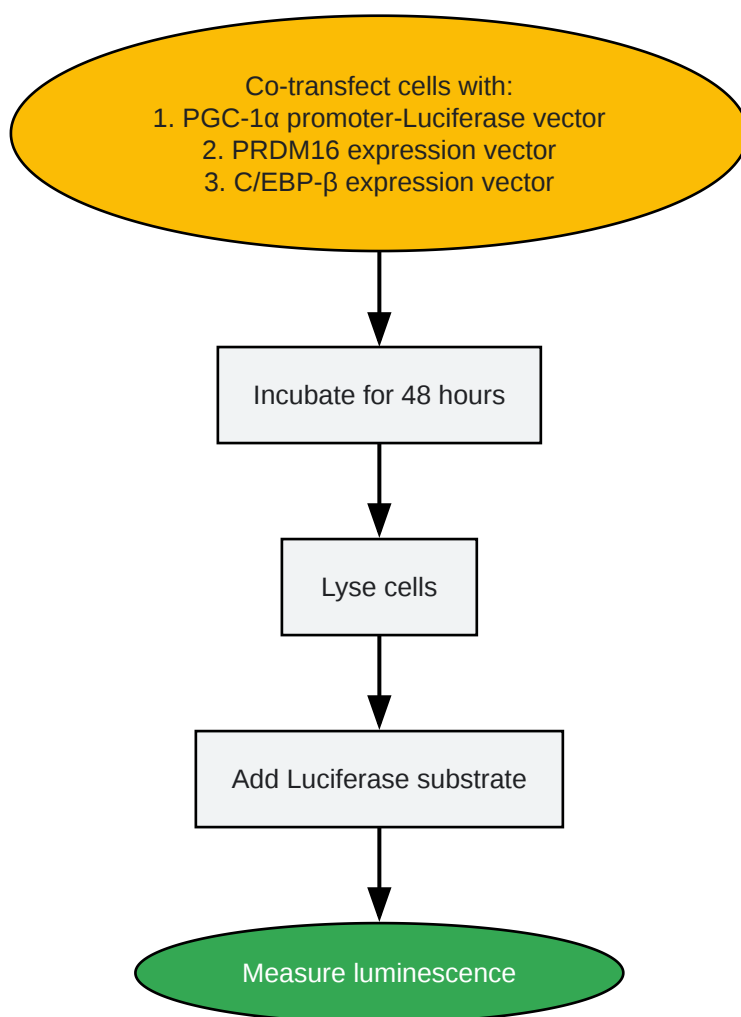 Co-transfect cells with:
1. PGC-1α promoter-Luciferase vector
2. PRDM16 expression vector
3. C/EBP-β expression vector
Incubate for 48 hours
Lyse cells
Add Luciferase substrate
Measure luminescence